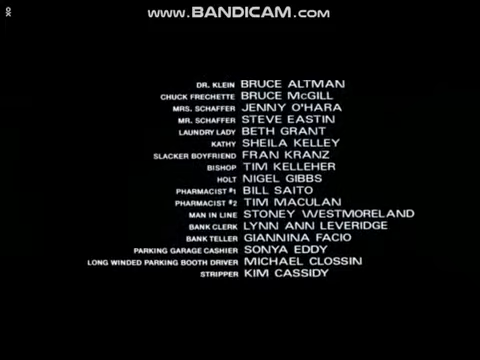 www.BANDICAM.com
DR. KLEIN BRUCE ALTMAN
CHUCK FRECHETTE BRUCE McGILL
MRS. SCHAFFER JENNY O'HARA
MR. SCHAFFER STEVE EASTIN
LAUNDRY LADY BETH GRANT
KATHY SHEILA KELLEY
SLACKER BOYFRIEND FRAN KRANZ
BISHOP TIM KELLEHER
HOLT NIGEL GIBBS
PHARMACIST #1 BILL SAITO
PHARMACIST #2 TIM MACULAN
MAN IN LINE STONEY WESTMORELAND
BANK CLERK LYNN ANN LEVERIDGE
BANK TELLER GIANNINA FACIO
PARKING GARAGE CASHIER SONYA EDDY
LONG WINDED PARKING BOOTH DRIVER MICHAEL CLOSSIN
STRIPPER KIM CASSIDY